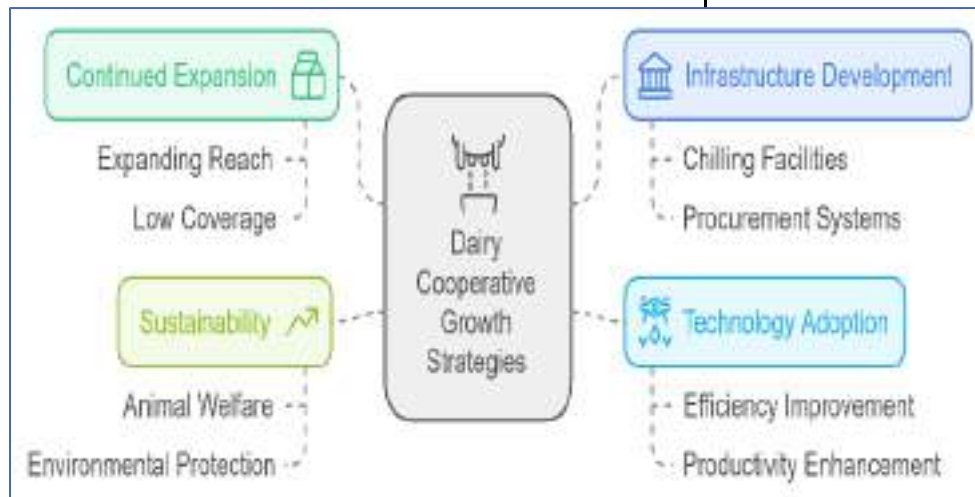 Continued Expansion
Expanding Reach
Low Coverage
Sustainability
Animal Welfare
Environmental Protection
Dairy
Cooperative
Growth
Strategies
Infrastructure Development
Chilling Facilities
Procurement Systems
Technology Adoption
Efficiency Improvement
Productivity Enhancement